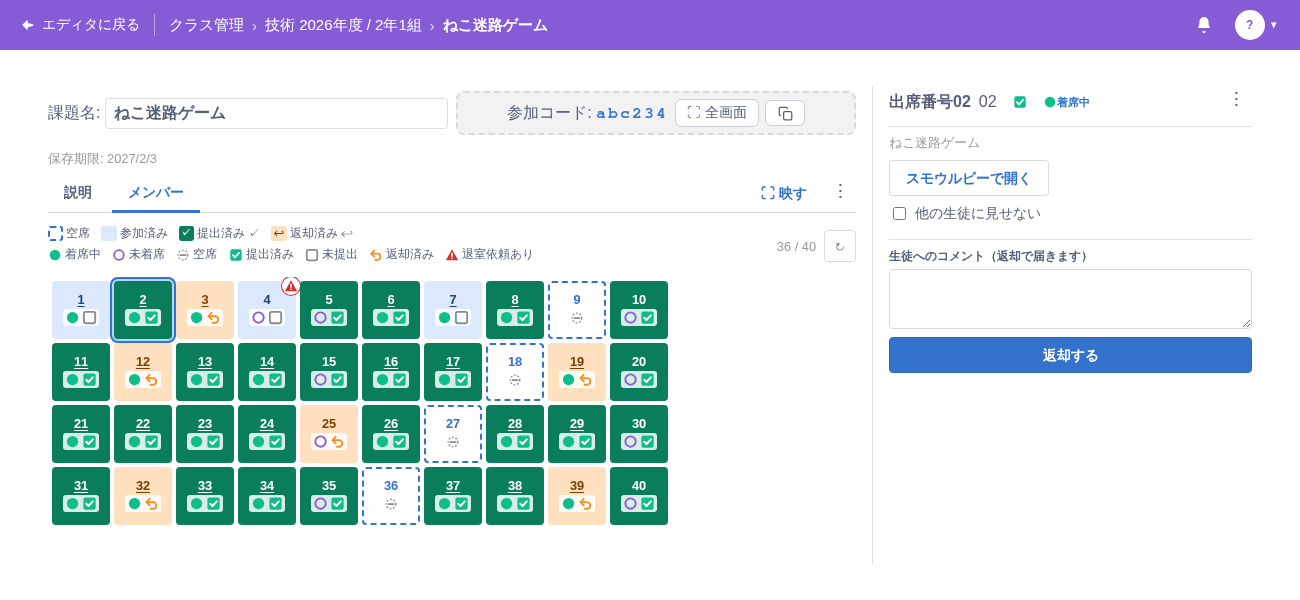 エディタに戻る クラス管理 › 技術 2026年度 / 2年1組 › ねこ迷路ゲーム ?
課題名: ねこ迷路ゲーム 参加コード: abc234 全画面
保存期限: 2027/2/3
説明 メンバー 映す
空席 参加済み 提出済み 返却済み
着席中 未着席 空席 提出済み 未提出 返却済み 退室依頼あり
36 / 40
1 2 3 4 5 6 7 8 9 10
11 12 13 14 15 16 17 18 19 20
21 22 23 24 25 26 27 28 29 30
31 32 33 34 35 36 37 38 39 40
出席番号02 02 着席中
ねこ迷路ゲーム
スモウルビーで開く
他の生徒に見せない
生徒へのコメント（返却で届きます）
返却する